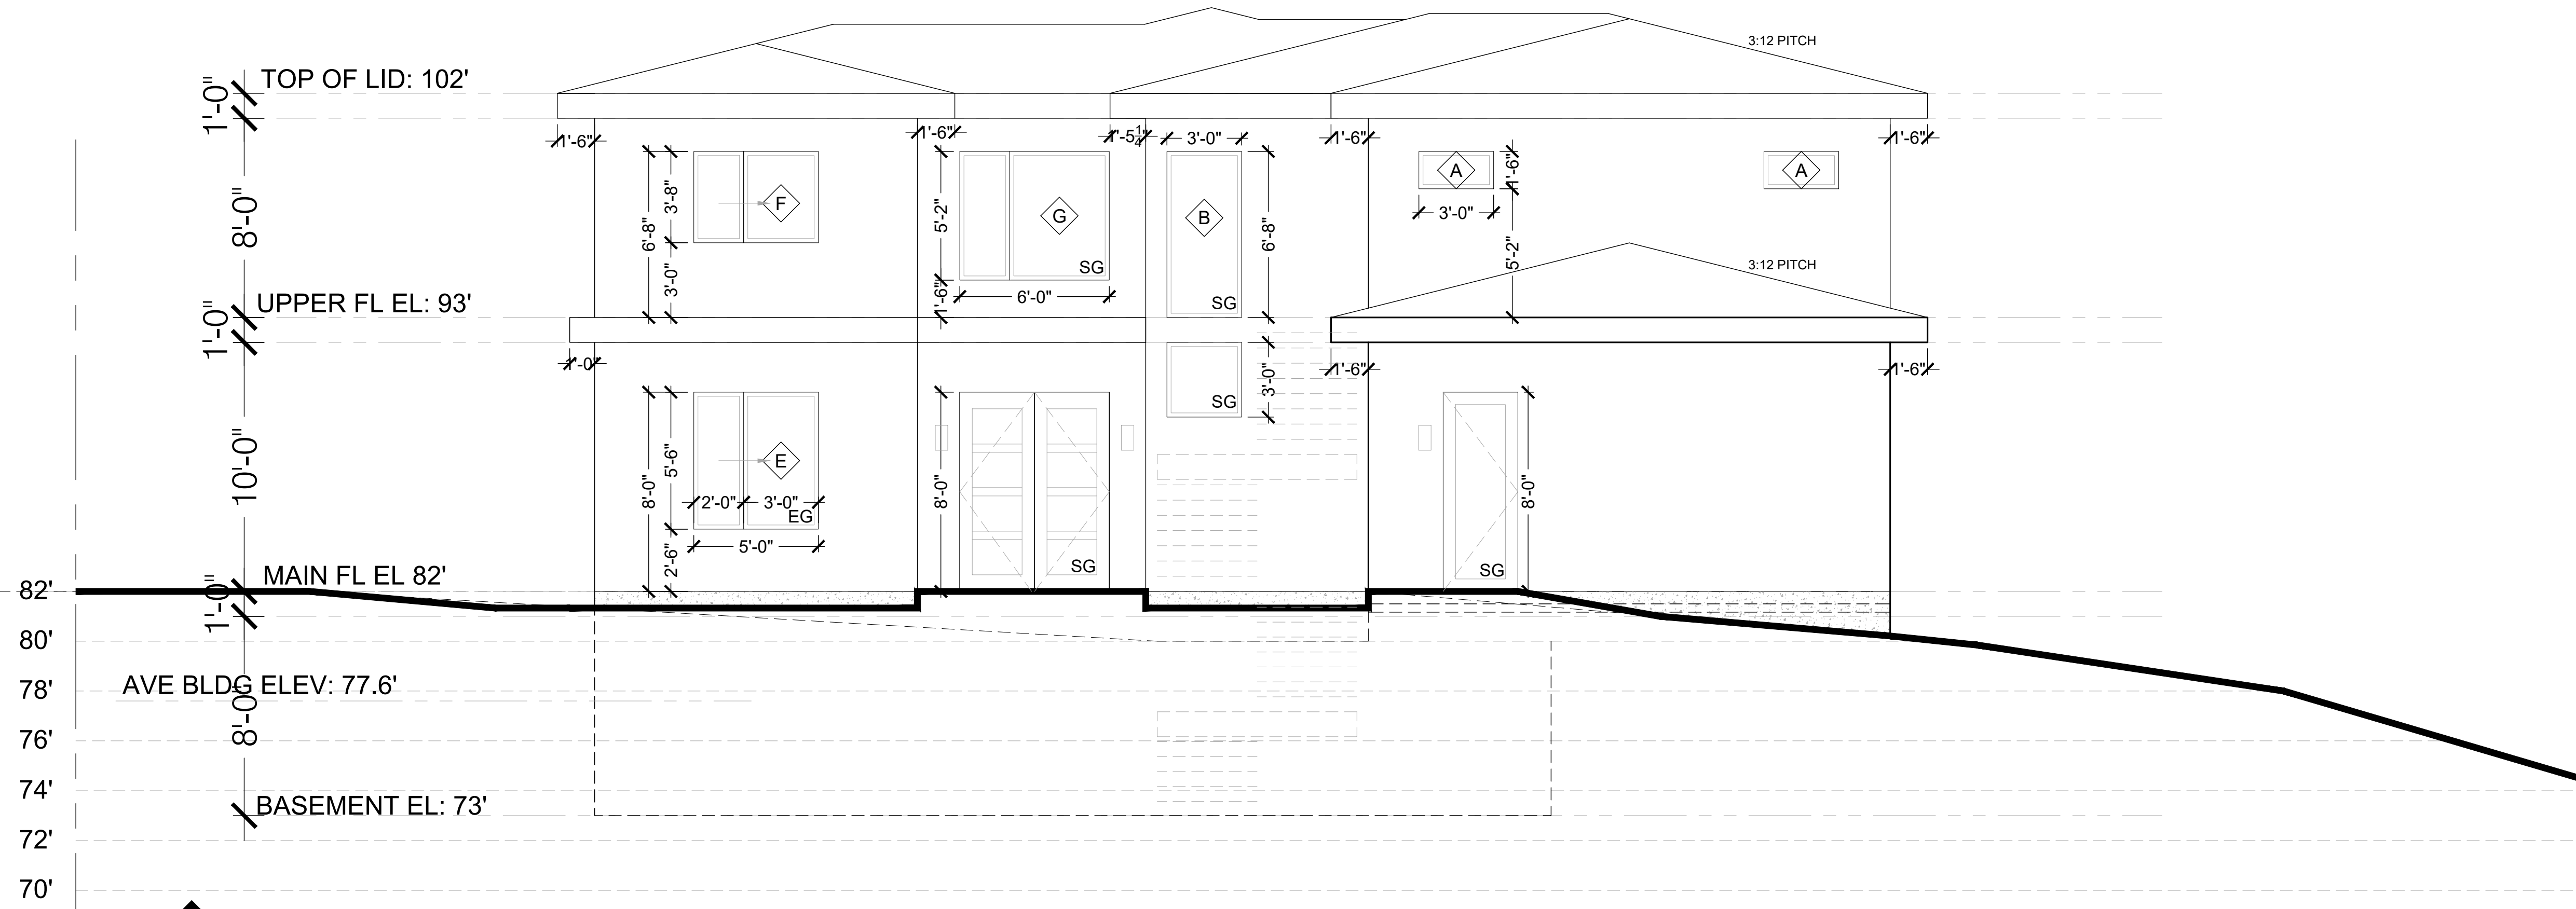 3:12 PITCH
TOP OF LID: 102'
1'-0"
1'-6"
1'-6"
1'-5 1/4"
3'-0"
1'-6"
1'-6"
8'-0"
6'-8"
3'-8"
3'-0"
F
5'-2"
1'-6"
G
SG
6'-0"
B
SG
6'-8"
A
1'-6"
3'-0"
5'-2"
A
3:12 PITCH
UPPER FL EL: 93'
1'-0"
1'-0"
3'-0"
SG
1'-6"
1'-6"
10'-0"
8'-0"
5'-6"
2'-6"
E
2'-0"
3'-0"
EG
5'-0"
8'-0"
SG
SG
8'-0"
82'
MAIN FL EL 82'
1'-0"
80'
78'
AVE BLDG ELEV: 77.6'
8'-0"
76'
74'
BASEMENT EL: 73'
72'
70'